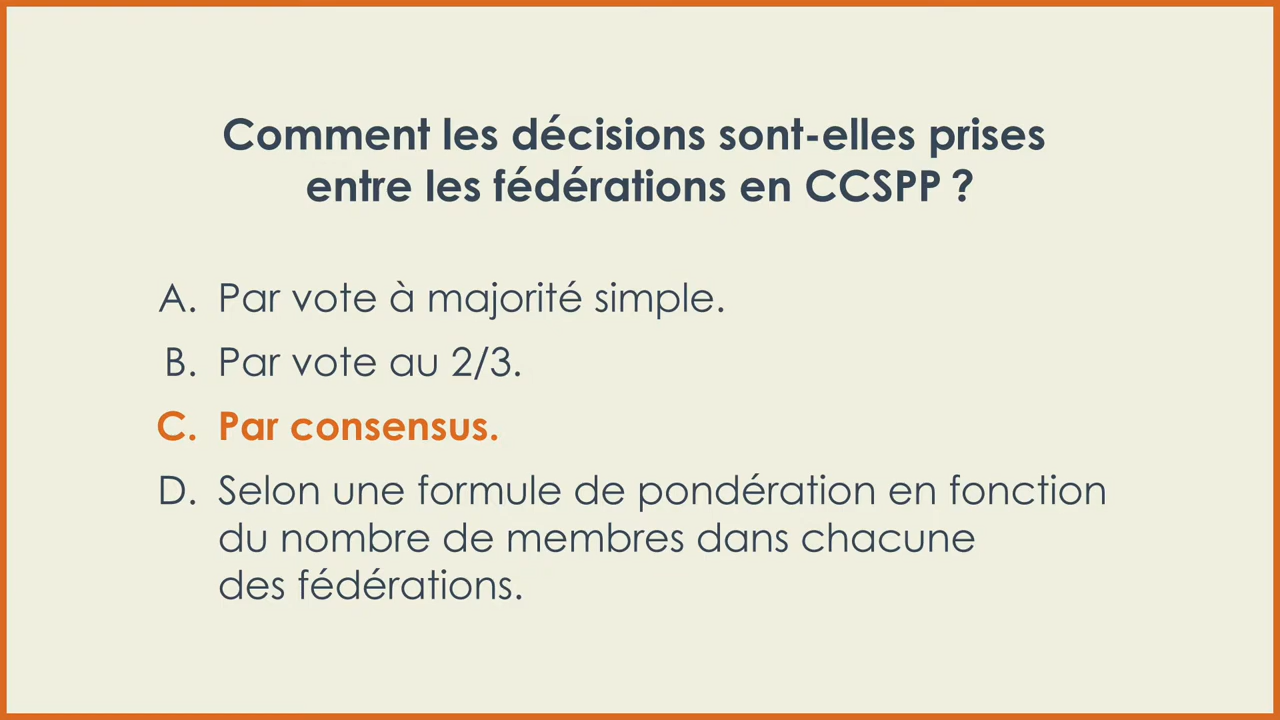 Comment les décisions sont-elles prises
entre les fédérations en CCSPP ?
A. Par vote à majorité simple.
B. Par vote au 2/3.
C. Par consensus.
D. Selon une formule de pondération en fonction
du nombre de membres dans chacune
des fédérations.